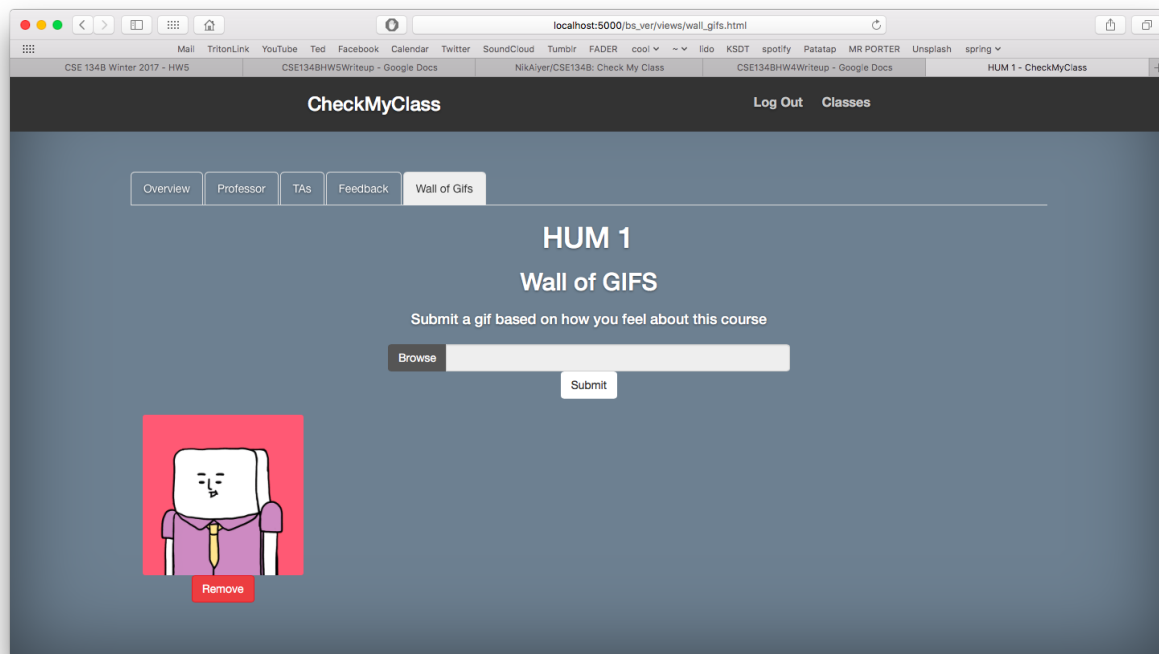 localhost:5000/bs_ver/views/wall_gifs.html
Mail TritonLink YouTube Ted Facebook Calendar Twitter SoundCloud Tumblr FADER cool ~ lido KSDT spotify Patatap MR PORTER Unsplash spring
CSE 134B Winter 2017 - HW5 CSE134BHW5Writeup - Google Docs NikAiyer/CSE134B: Check My Class CSE134BHW4Writeup - Google Docs HUM 1 - CheckMyClass
CheckMyClass Log Out Classes
Overview Professor TAs Feedback Wall of Gifs
HUM 1
Wall of GIFS
Submit a gif based on how you feel about this course
Browse
Submit
Remove